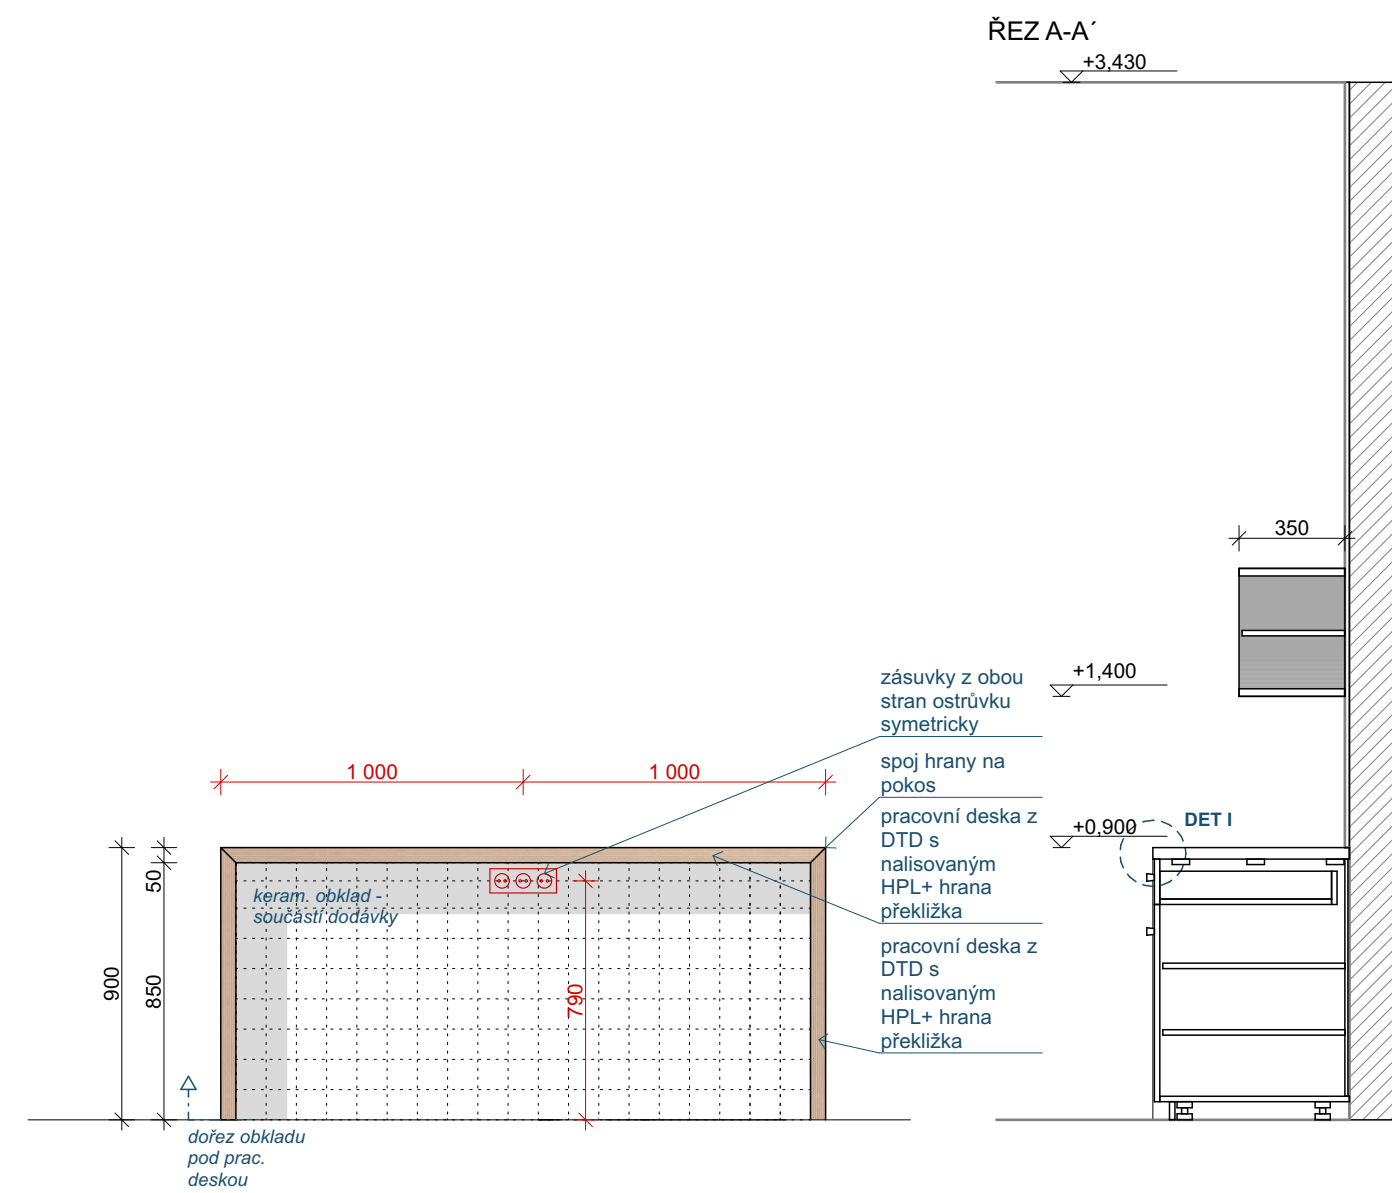 ŘEZ A-A´
+3,430
350
+1,400
+0,900
DET I
zásuvky z obou
stran ostrůvku
symetricky
spoj hrany na
pokos
pracovní deska z
DTD s
nalisovaným
HPL+ hrana
překližka
pracovní deska z
DTD s
nalisovaným
HPL+ hrana
překližka
1 000
1 000
50
900
850
790
keram. obklad -
součástí dodávky
dořez obkladu
pod prac.
deskou